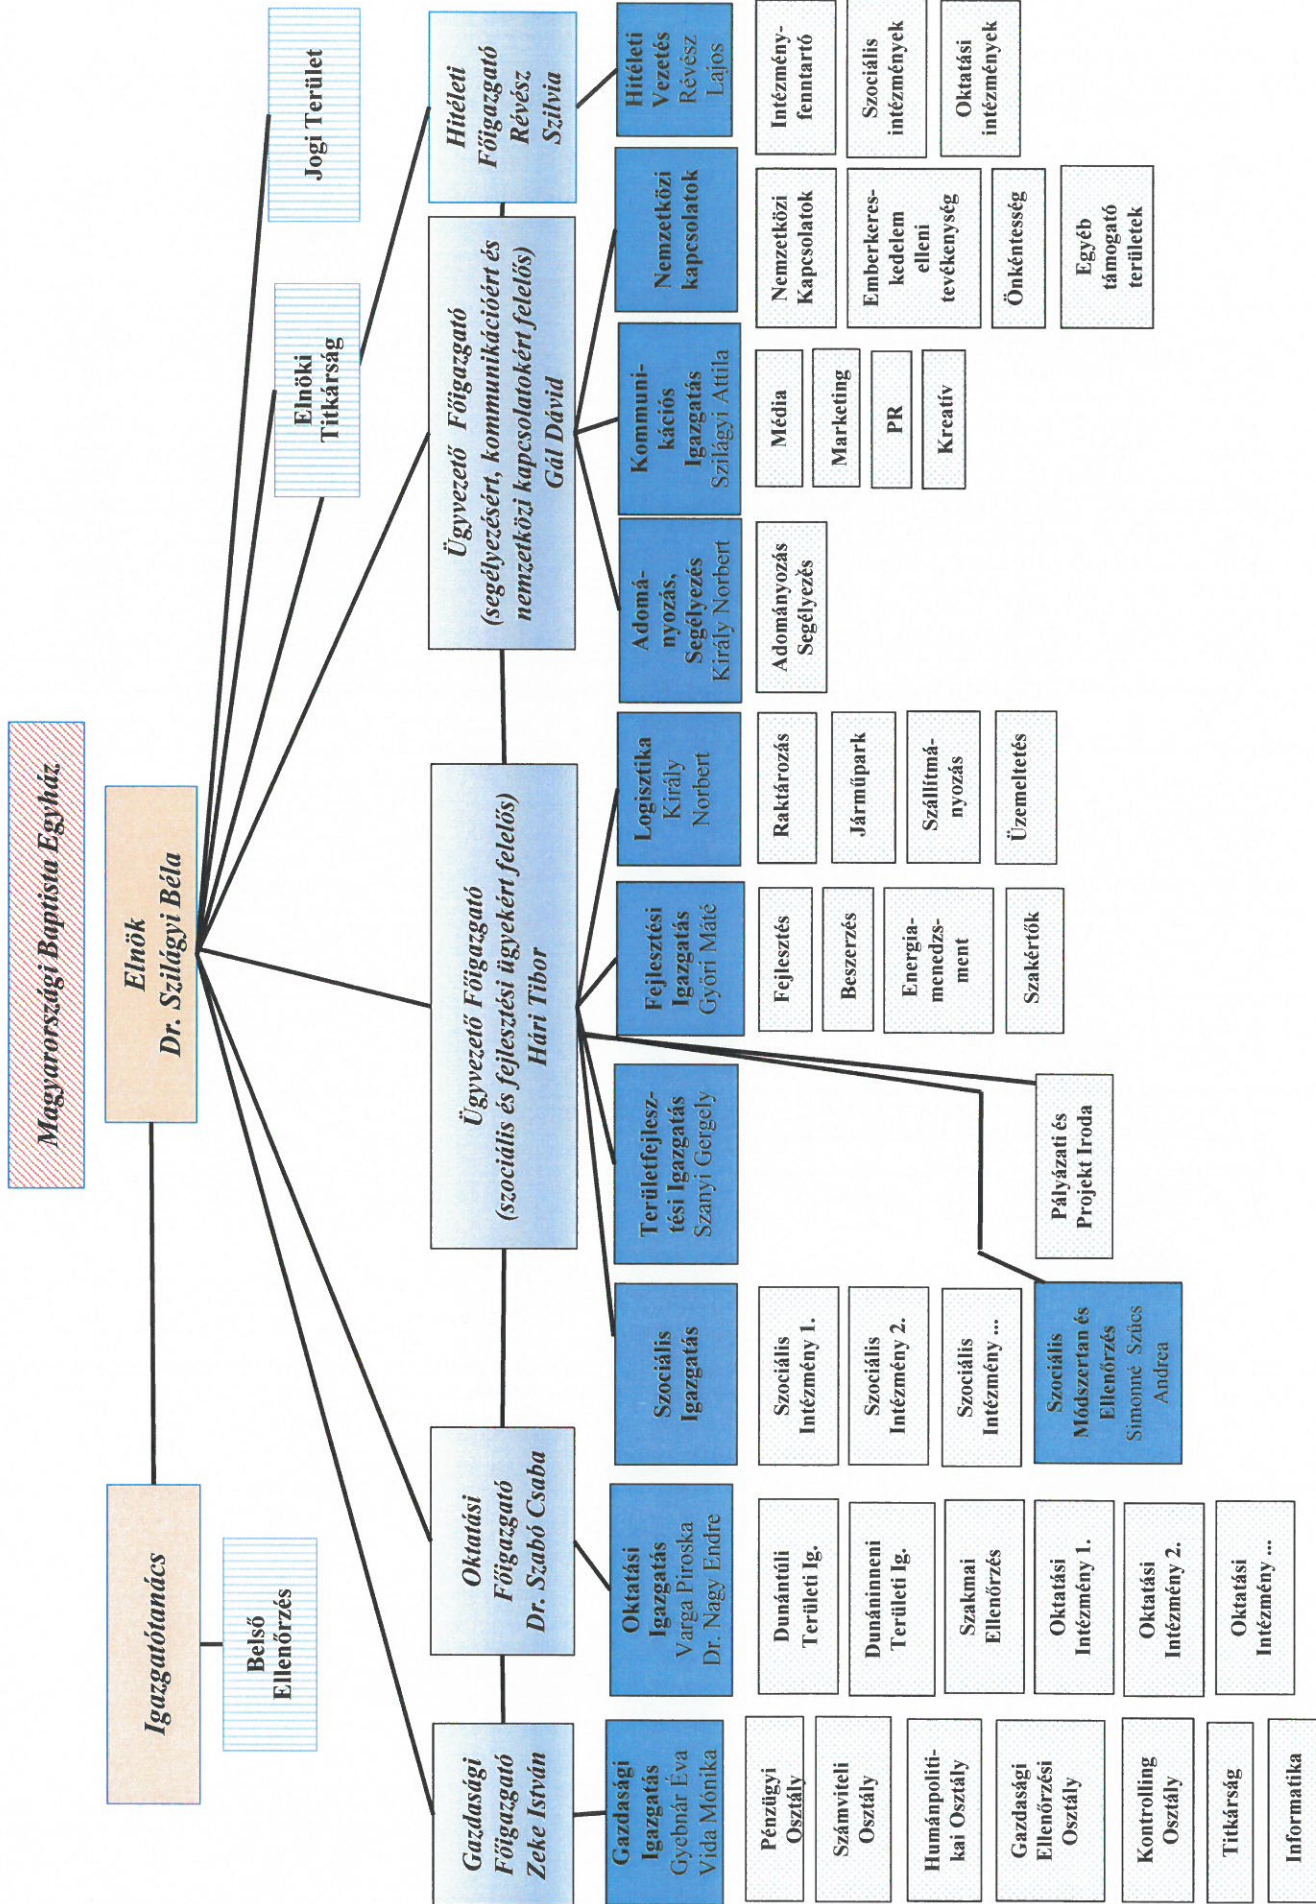 Magyarországi Baptista Egyház
Igazgatótanács
Elnök
Dr. Szilágyi Béla
Belső
Ellenőrzés
Elnöki
Titkárság
Jogi Terület
Gazdasági
Főigazgató
Zeke István
Oktatási
Főigazgató
Dr. Szabó Csaba
Ügyvezető Főigazgató
(szociális és fejlesztési ügyekért felelős)
Hári Tibor
Ügyvezető Főigazgató
(segélyezésért, kommunikációért és
nemzetközi kapcsolatokért felelős)
Gál Dávid
Hitéleti
Főigazgató
Révész
Szilvia
Gazdasági
Igazgatás
Gyebnár Éva
Vida Mónika
Oktatási
Igazgatás
Varga Piroska
Dr. Nagy Endre
Szociális
Igazgatás
Területfejlesz-
tési Igazgatás
Szanyi Gergely
Fejlesztési
Igazgatás
Győri Máté
Logisztika
Király
Norbert
Adomá-
nyozás,
Segélyezés
Király Norbert
Kommuni-
kációs
Igazgatás
Szilágyi Attila
Nemzetközi
kapcsolatok
Hitéleti
Vezetés
Révész
Lajos
Pénzügyi
Osztály
Számviteli
Osztály
Humánpoliti-
kai Osztály
Gazdasági
Ellenőrzési
Osztály
Kontrolling
Osztály
Titkárság
Informatika
Dunántúli
Területi Ig.
Dunáninneni
Területi Ig.
Szakmai
Ellenőrzés
Oktatási
Intézmény 1.
Oktatási
Intézmény 2.
Oktatási
Intézmény ...
Szociális
Intézmény 1.
Szociális
Intézmény 2.
Szociális
Intézmény ...
Szociális
Módszertan és
Ellenőrzés
Simonné Szűcs
Andrea
Pályázati és
Projekt Iroda
Fejlesztés
Beszerzés
Energia-
menedzs-
ment
Szakértők
Raktározás
Járműpark
Szállítmá-
nyozás
Üzemeltetés
Adományozás
Segélyezés
Média
Marketing
PR
Kreatív
Nemzetközi
Kapcsolatok
Emberkeres-
kedelem
elleni
tevékenység
Önkéntesség
Egyéb
támogató
területek
Intézmény-
fenntartó
Szociális
intézmények
Oktatási
intézmények